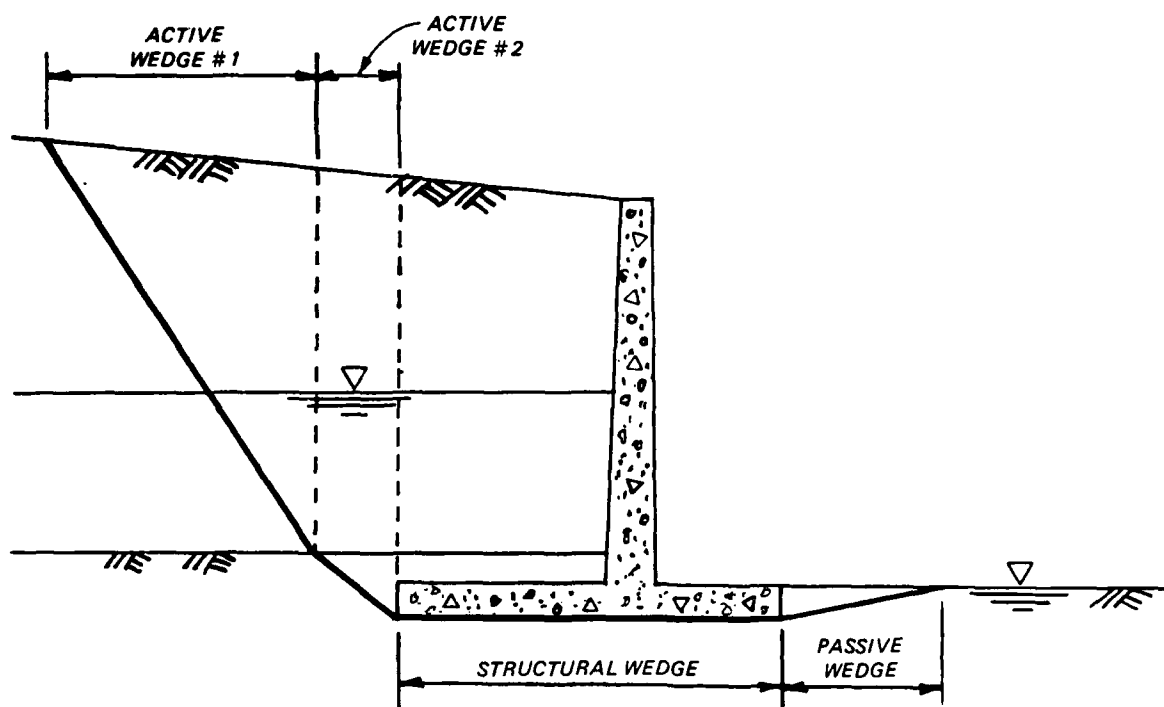 ACTIVE
WEDGE #1
ACTIVE
WEDGE #2
STRUCTURAL WEDGE
PASSIVE
WEDGE